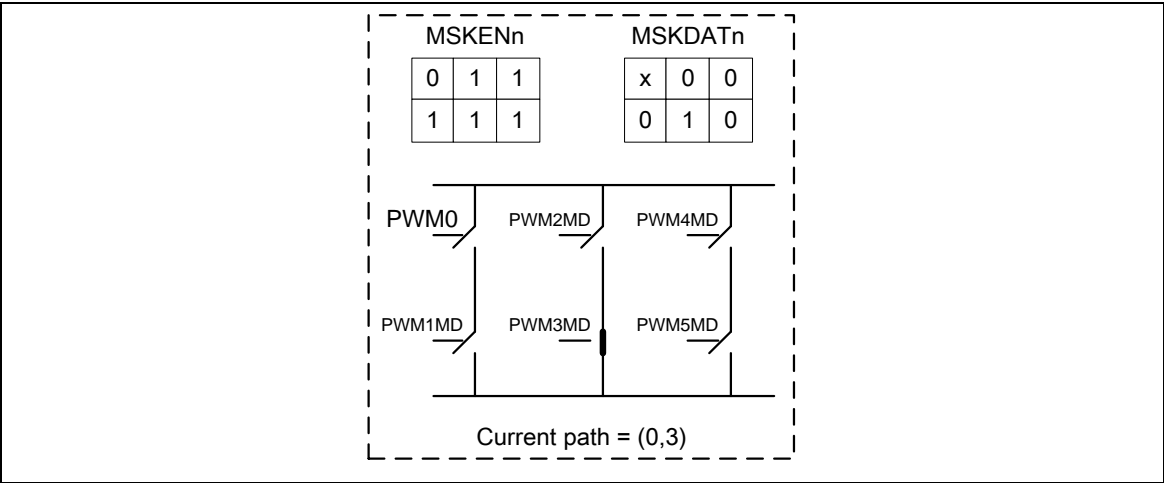 MSKENn MSKDATn
0 1 1 x 0 0
1 1 1 0 1 0
PWM0 PWM2MD PWM4MD
PWM1MD PWM3MD PWM5MD
Current path = (0,3)